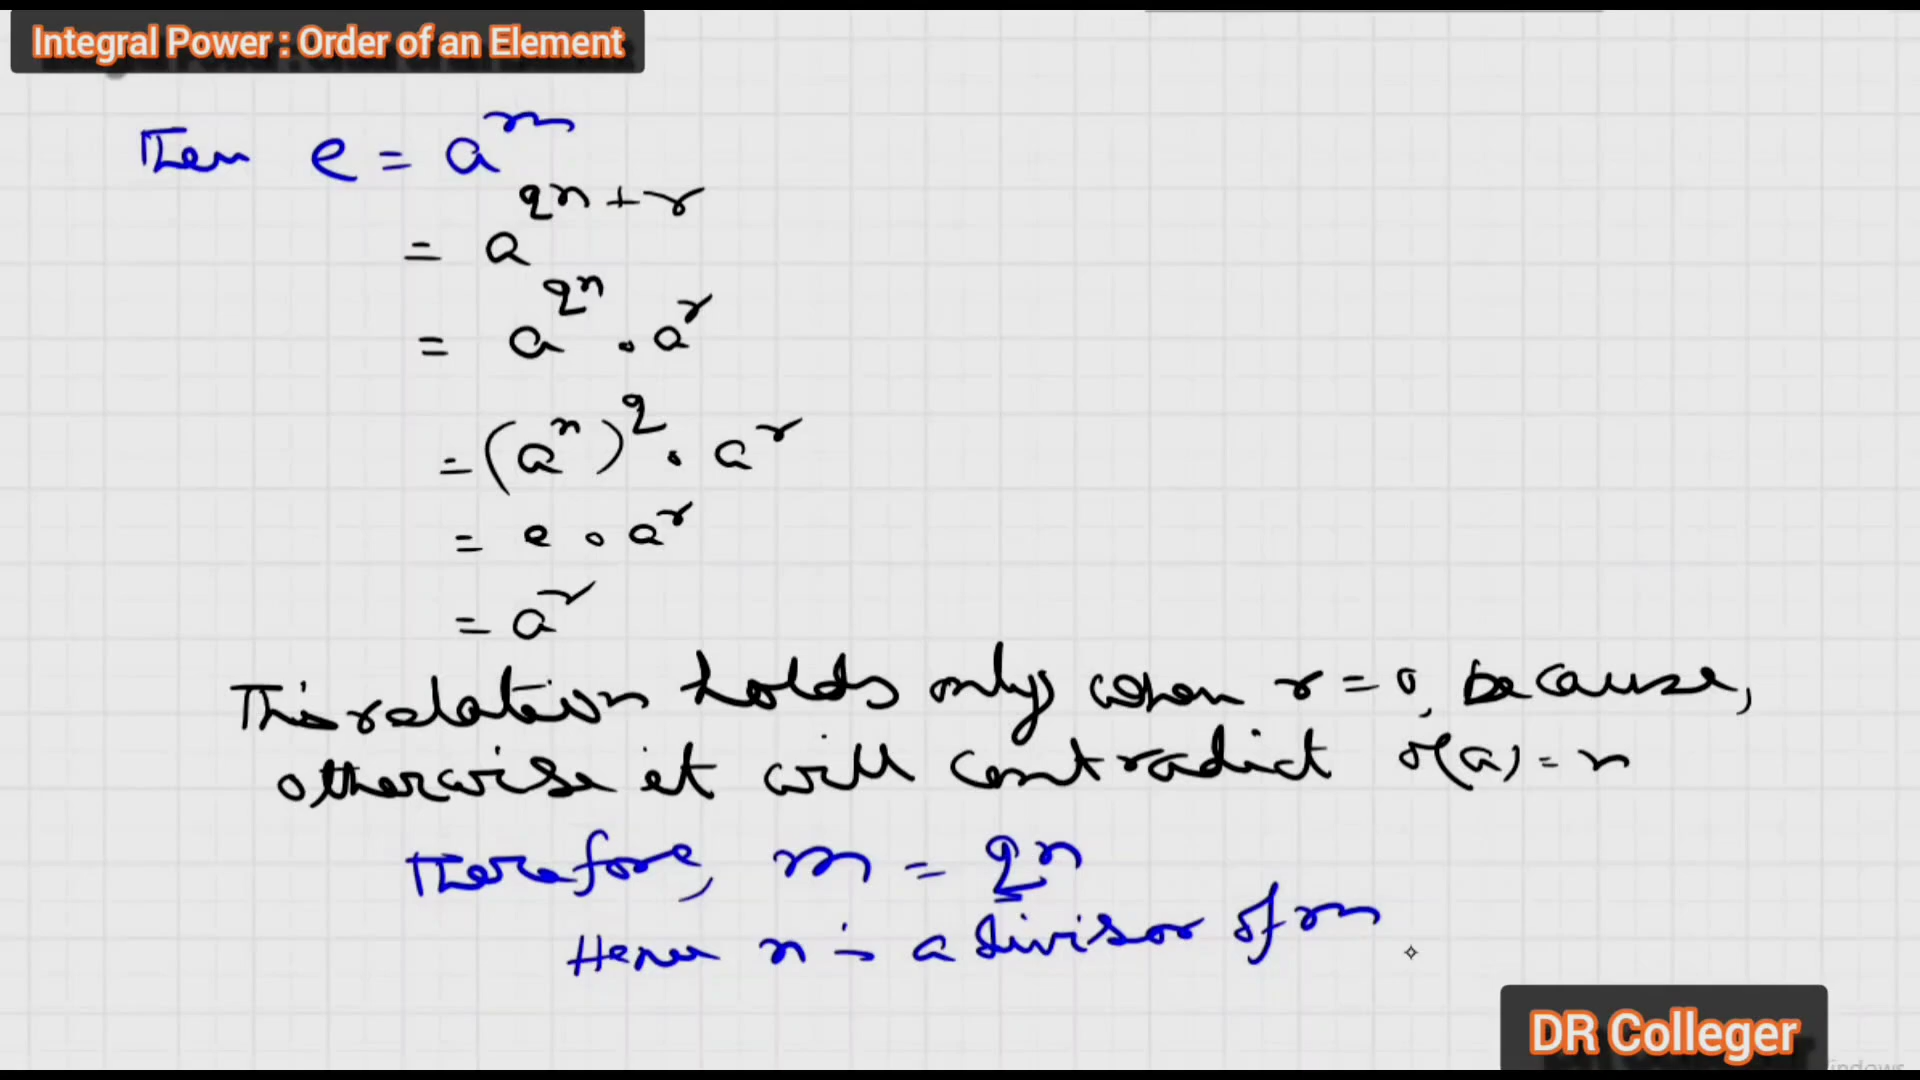 Integral Power : Order of an Element
Then e = a^m
= a^{qn+r}
= a^{qn} . a^r
= (a^n)^q . a^r
= e . a^r
= a^r
This relation holds only when r = 0, because,
otherwise it will contradict o(a) = n
Therefore, m = qn
Hence n is a divisor of m
DR Colleger